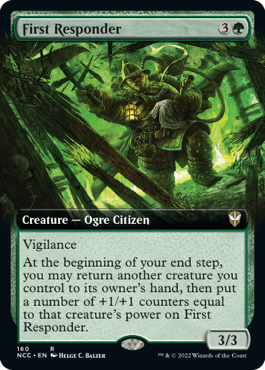 First Responder 3
Creature — Ogre Citizen
Vigilance
At the beginning of your end step,
you may return another creature you
control to its owner's hand, then put
a number of +1/+1 counters equal
to that creature's power on First
Responder.
3/3
160 R
NCC • EN Helge C. Balzer ™ & © 2022 Wizards of the Coast